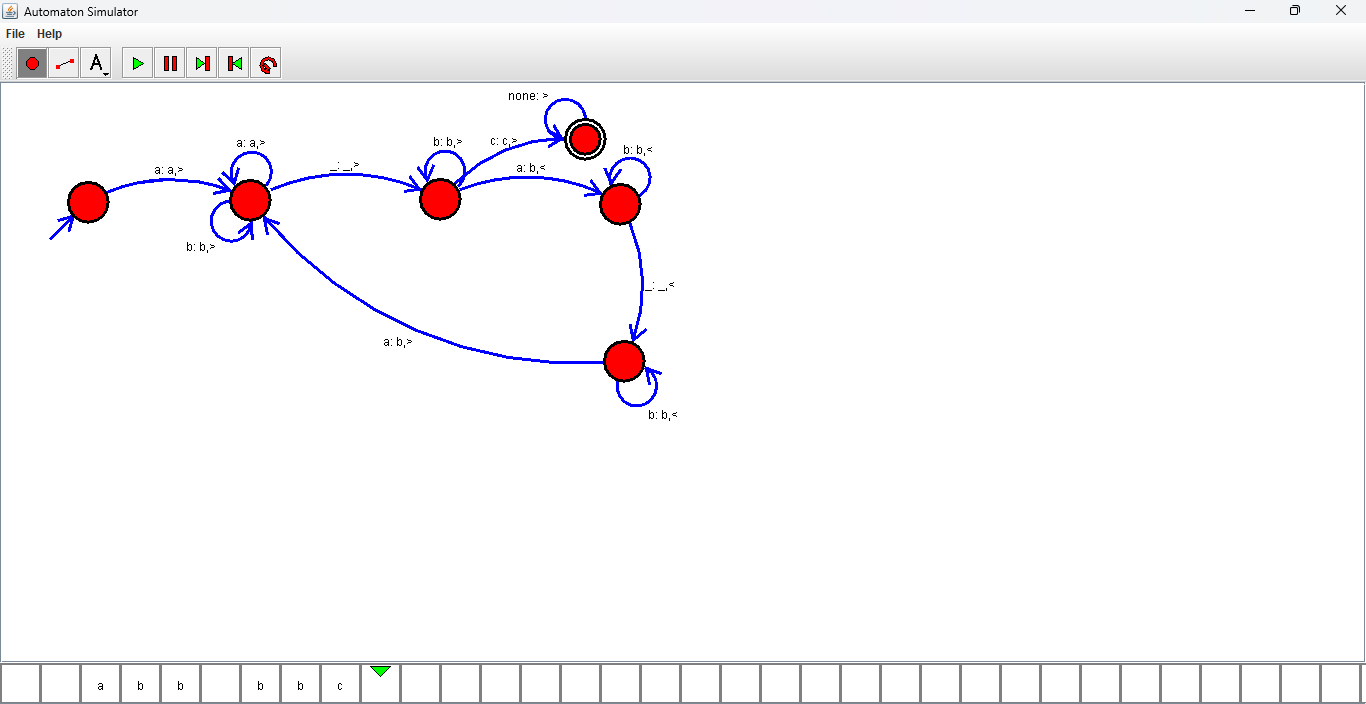 Automaton Simulator
File Help
A
none: >
a: a,>
b: b,>
c: c,>
b: b,<
a: a,>
_: _,>
a: b,<
b: b,>
_: _,<
a: b,>
b: b,<
a b b b b c